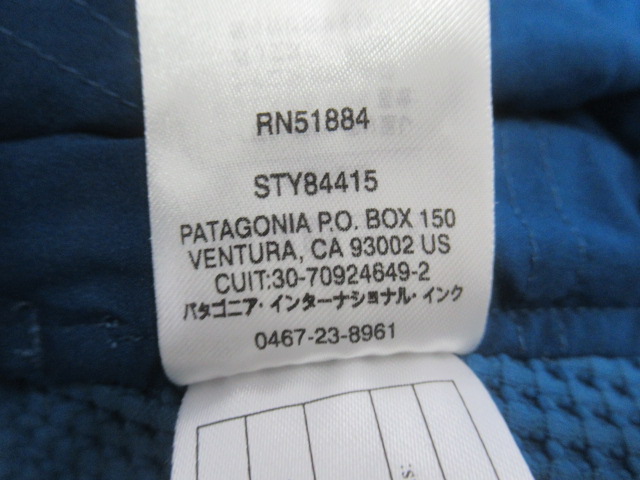 RN51884
STY84415
PATAGONIA P.O. BOX 150
VENTURA, CA 93002 US
CUIT:30-70924649-2
パタゴニア・インターナショナル・インク
0467-23-8961